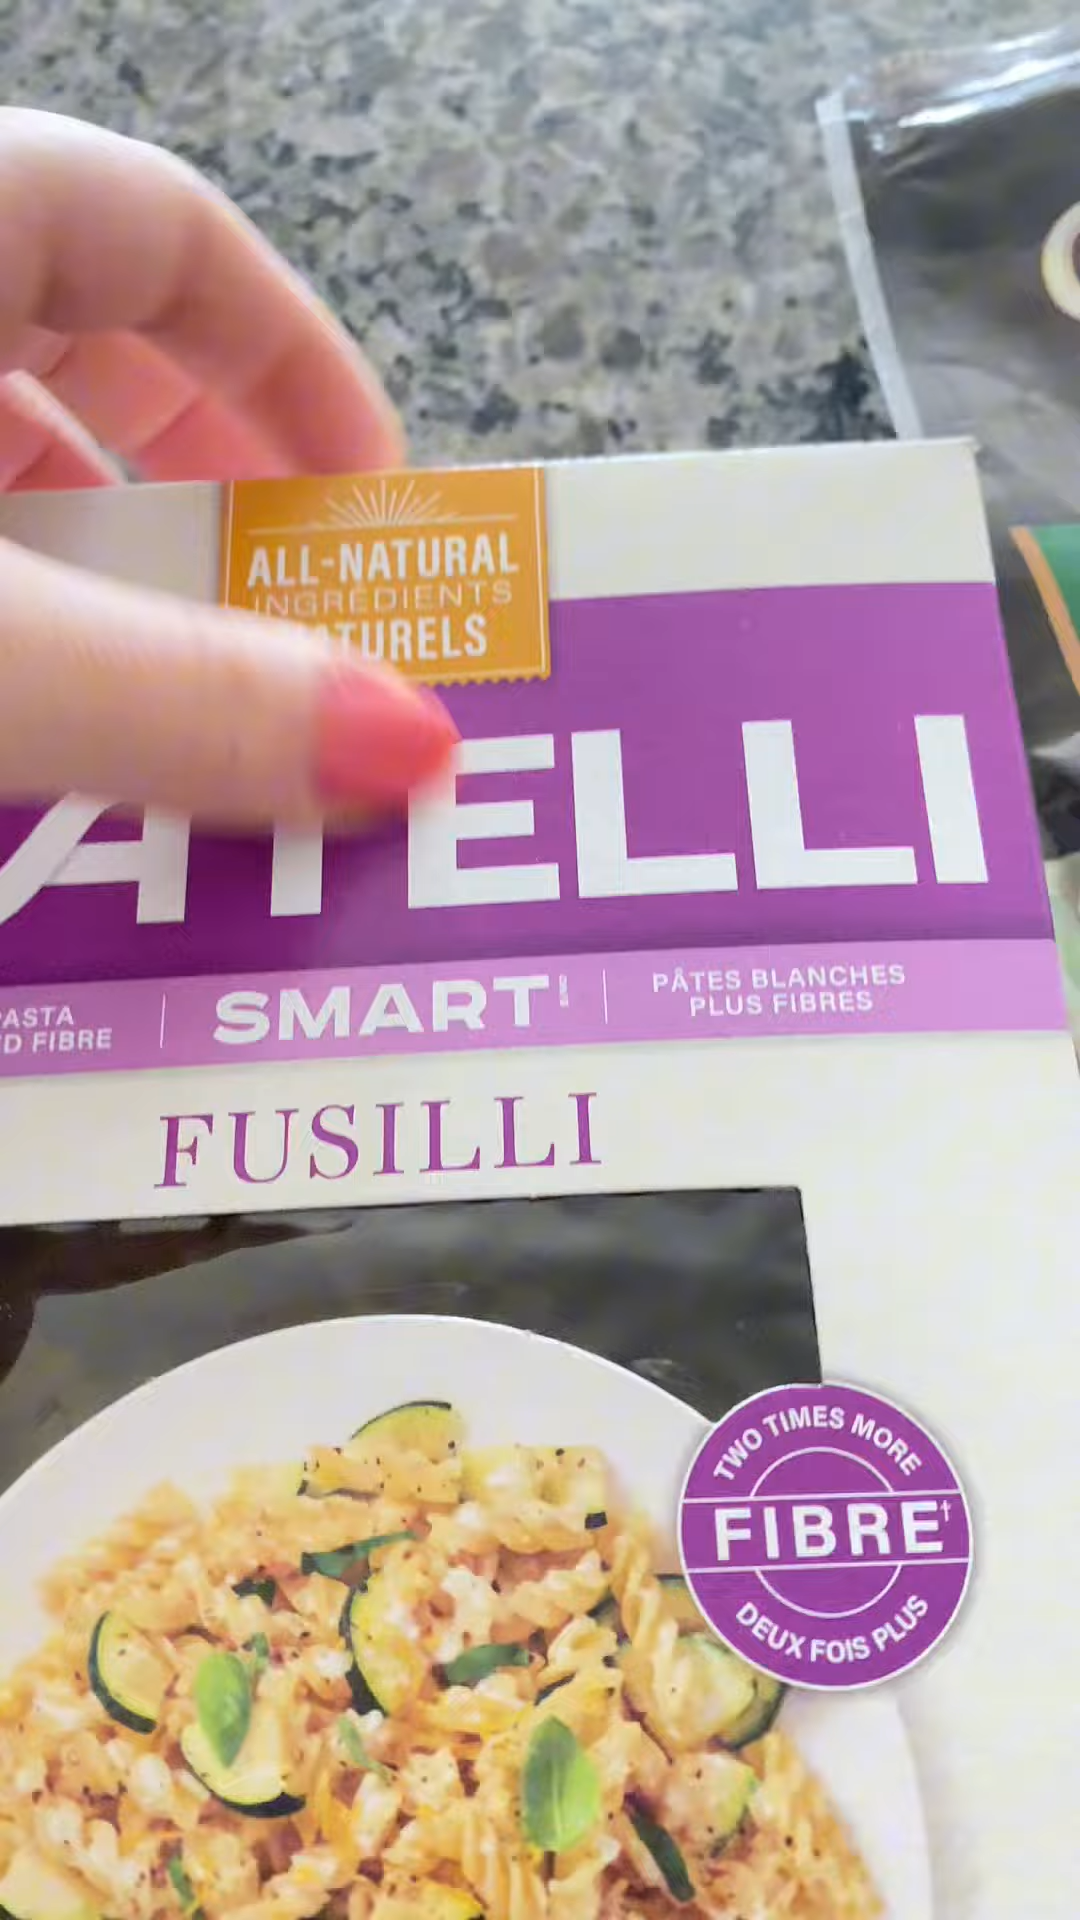 ALL-NATURAL
INGREDIENTS
NATURELS
ATELLI
PASTA
D FIBRE
SMART
PÂTES BLANCHES
PLUS FIBRES
FUSILLI
TWO TIMES MORE
FIBRE†
DEUX FOIS PLUS